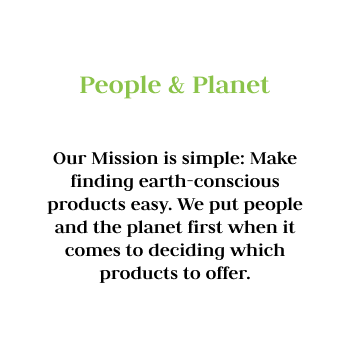 People & Planet
Our Mission is simple: Make
finding earth-conscious
products easy. We put people
and the planet first when it
comes to deciding which
products to offer.